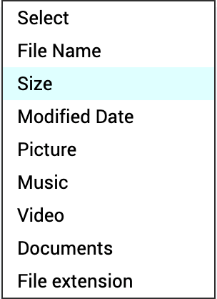 Select
File Name
Size
Modified Date
Picture
Music
Video
Documents
File extension